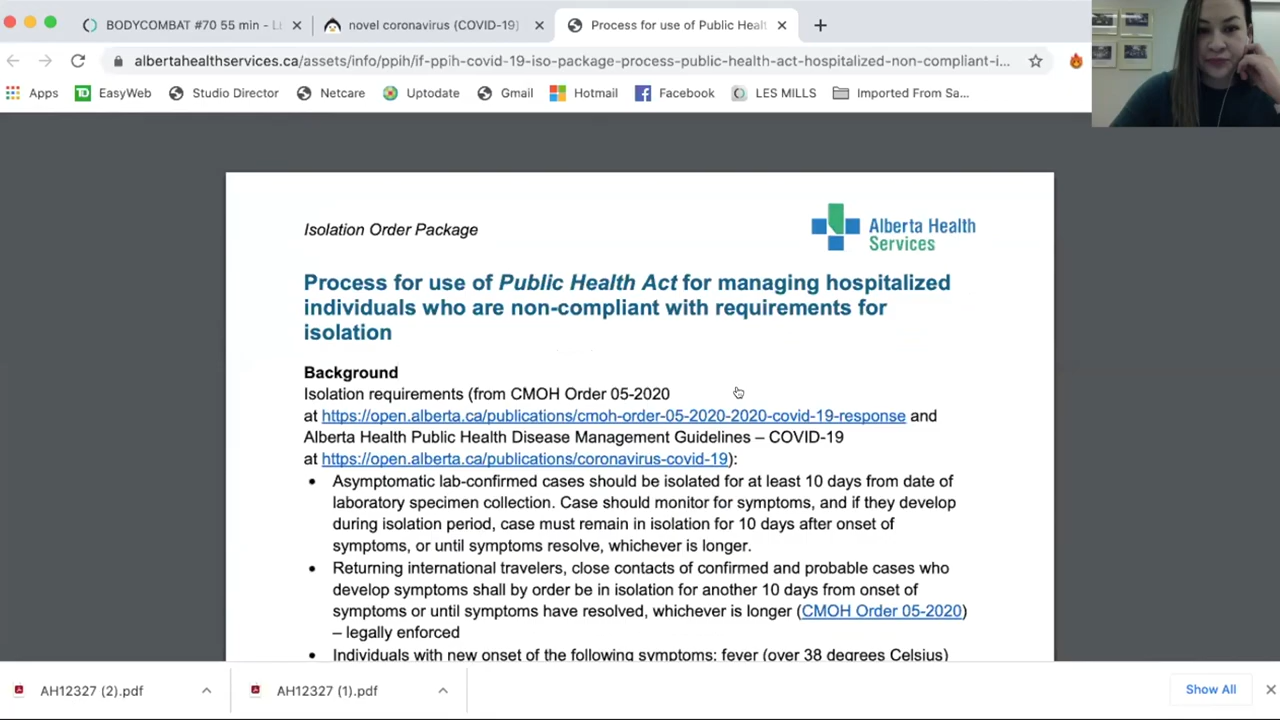 BODYCOMBAT #70 55 min - L
novel coronavirus (COVID-19)
Process for use of Public Healt
albertahealthservices.ca/assets/info/ppih/if-ppih-covid-19-iso-package-process-public-health-act-hospitalized-non-compliant-i...
Apps
EasyWeb
Studio Director
Netcare
Uptodate
Gmail
Hotmail
Facebook
LES MILLS
Imported From Sa...
Isolation Order Package
Alberta Health
Services
Process for use of Public Health Act for managing hospitalized
individuals who are non-compliant with requirements for
isolation
Background
Isolation requirements (from CMOH Order 05-2020
at https://open.alberta.ca/publications/cmoh-order-05-2020-2020-covid-19-response and
Alberta Health Public Health Disease Management Guidelines – COVID-19
at https://open.alberta.ca/publications/coronavirus-covid-19):
• Asymptomatic lab-confirmed cases should be isolated for at least 10 days from date of
laboratory specimen collection. Case should monitor for symptoms, and if they develop
during isolation period, case must remain in isolation for 10 days after onset of
symptoms, or until symptoms resolve, whichever is longer.
• Returning international travelers, close contacts of confirmed and probable cases who
develop symptoms shall by order be in isolation for another 10 days from onset of
symptoms or until symptoms have resolved, whichever is longer (CMOH Order 05-2020)
– legally enforced
• Individuals with new onset of the following symptoms: fever (over 38 degrees Celsius)
AH12327 (2).pdf
AH12327 (1).pdf
Show All